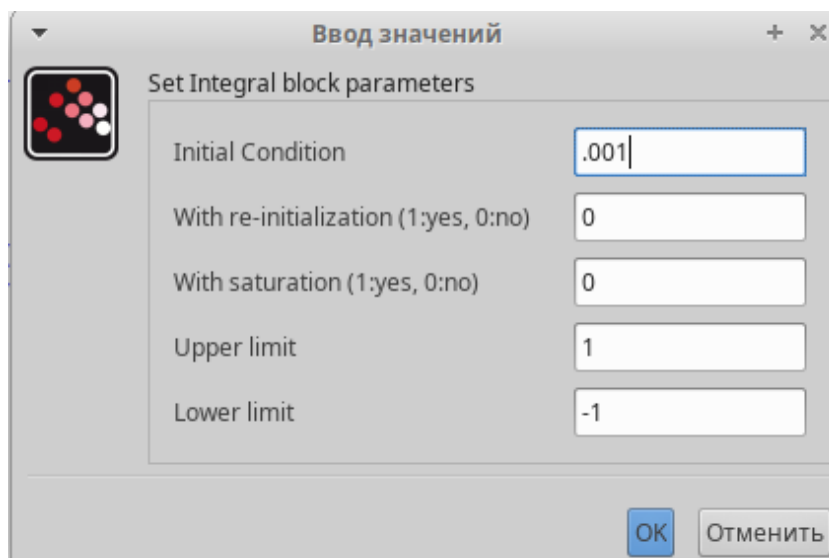 Ввод значений
Set Integral block parameters
Initial Condition .001
With re-initialization (1:yes, 0:no) 0
With saturation (1:yes, 0:no) 0
Upper limit 1
Lower limit -1
OK Отменить